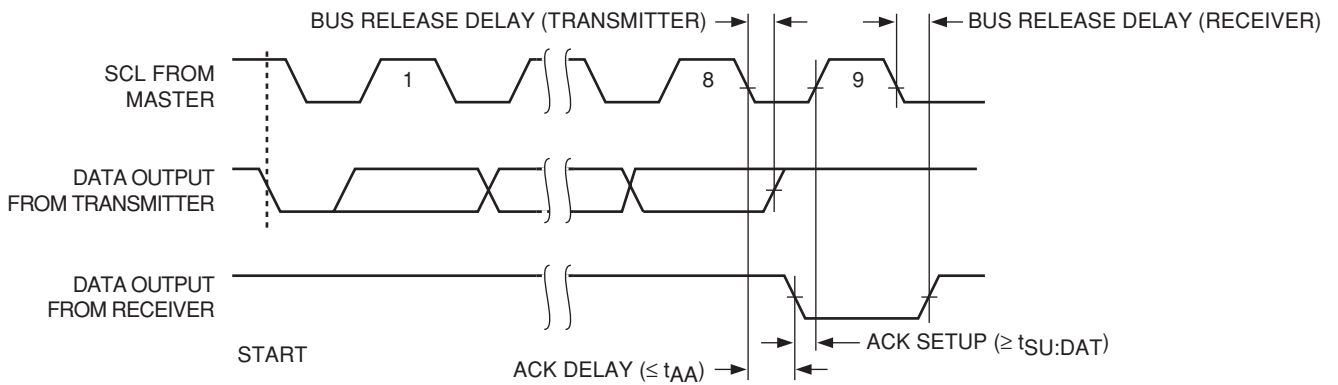 BUS RELEASE DELAY (TRANSMITTER)
BUS RELEASE DELAY (RECEIVER)
SCL FROM
MASTER
1
8
9
DATA OUTPUT
FROM TRANSMITTER
DATA OUTPUT
FROM RECEIVER
START
ACK SETUP (≥ tSU:DAT)
ACK DELAY (≤ tAA)